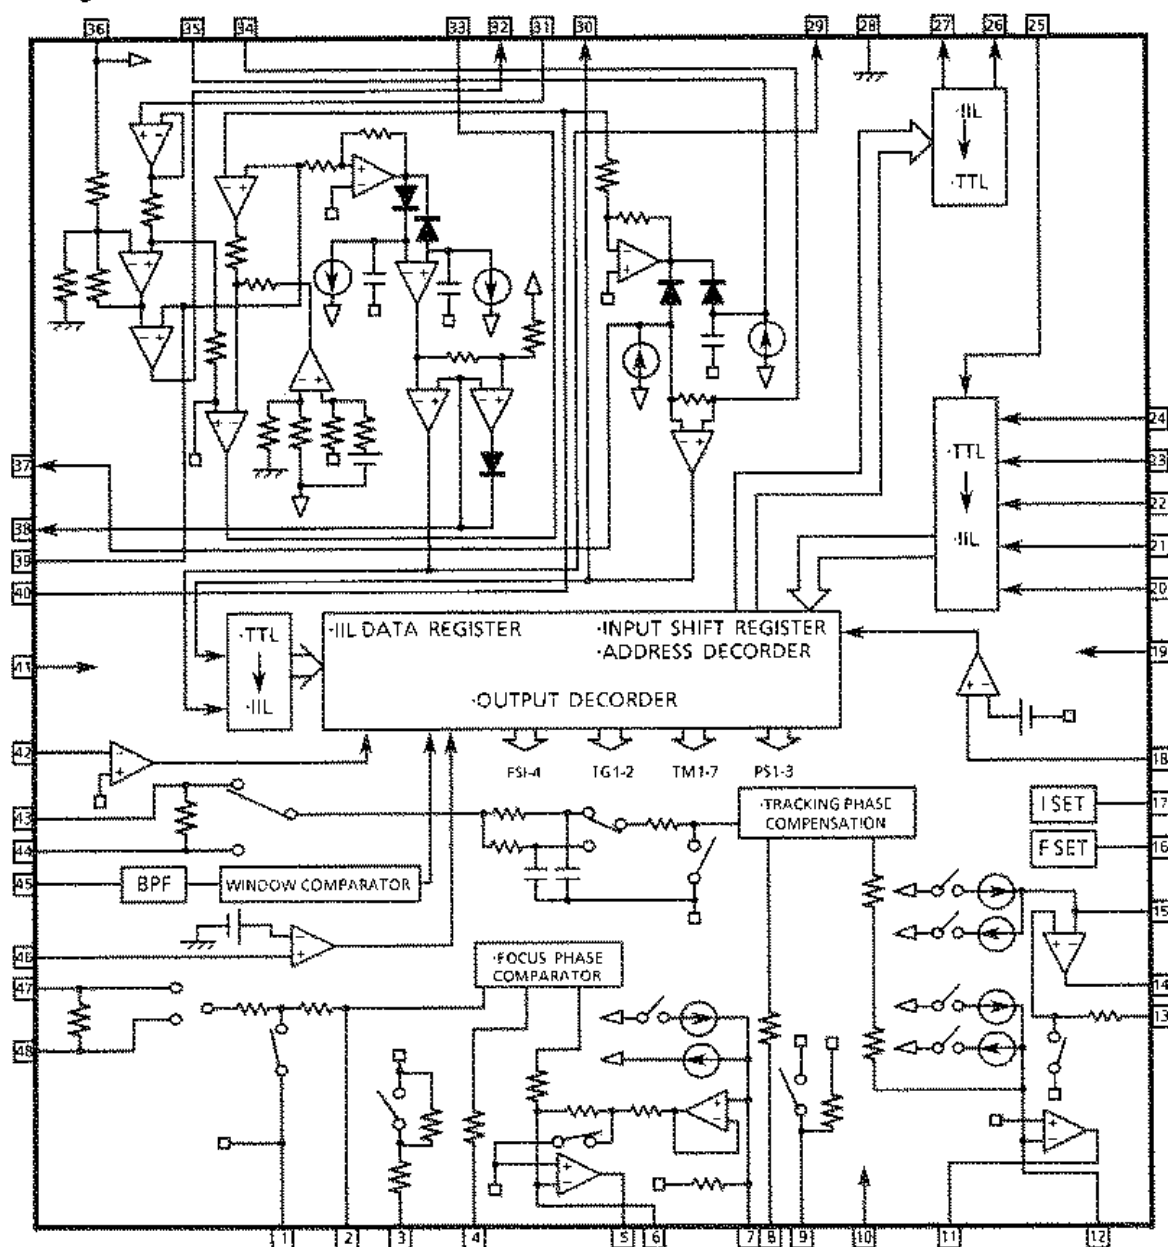 36 35 34 33 32 31 30 29 28 27 26 25
·IIL
·TTL
24
·TTL
23
37
22
·IIL
38
21
39
20
40
·IIL DATA REGISTER ·INPUT SHIFT REGISTER
·TTL
·ADDRESS DECORDER
19
41
·OUTPUT DECORDER
·IIL
42
18
TG1-2 TM1-7 PS1-3
·TRACKING PHASE
COMPENSATION
I SET
17
43
F SET
16
44
45
BPF
WINDOW COMPARATOR
15
46
·FOCUS PHASE
COMPARATOR
47
14
13
48
1 2 3 4 5 6 7 8 9 10 11 12